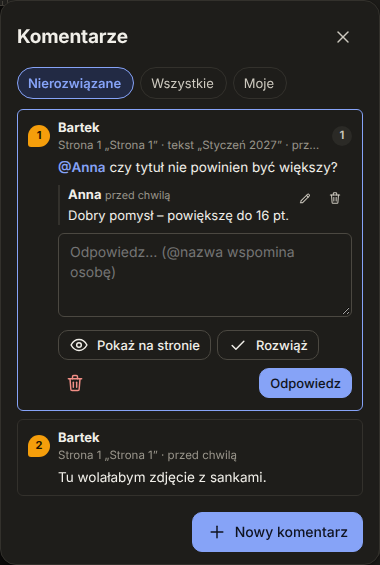 Komentarze
Nierozwiązane
Wszystkie
Moje
1
Bartek
Strona 1 „Strona 1” · tekst „Styczeń 2027” · prz...
1
@Anna czy tytuł nie powinien być większy?
Anna przed chwilą
Dobry pomysł – powiększę do 16 pt.
Odpowiedz... (@nazwa wspomina
osobę)
Pokaż na stronie
Rozwiąż
Odpowiedz
2
Bartek
Strona 1 „Strona 1” · przed chwilą
Tu wolałabym zdjęcie z sankami.
Nowy komentarz